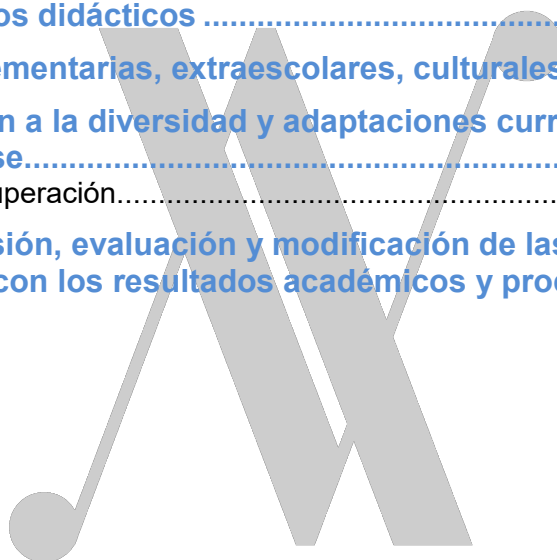 os didácticos ........................................
ementarias, extraescolares, culturales
n a la diversidad y adaptaciones curr
se................................................................
uperación..................................................
sión, evaluación y modificación de las
con los resultados académicos y pro